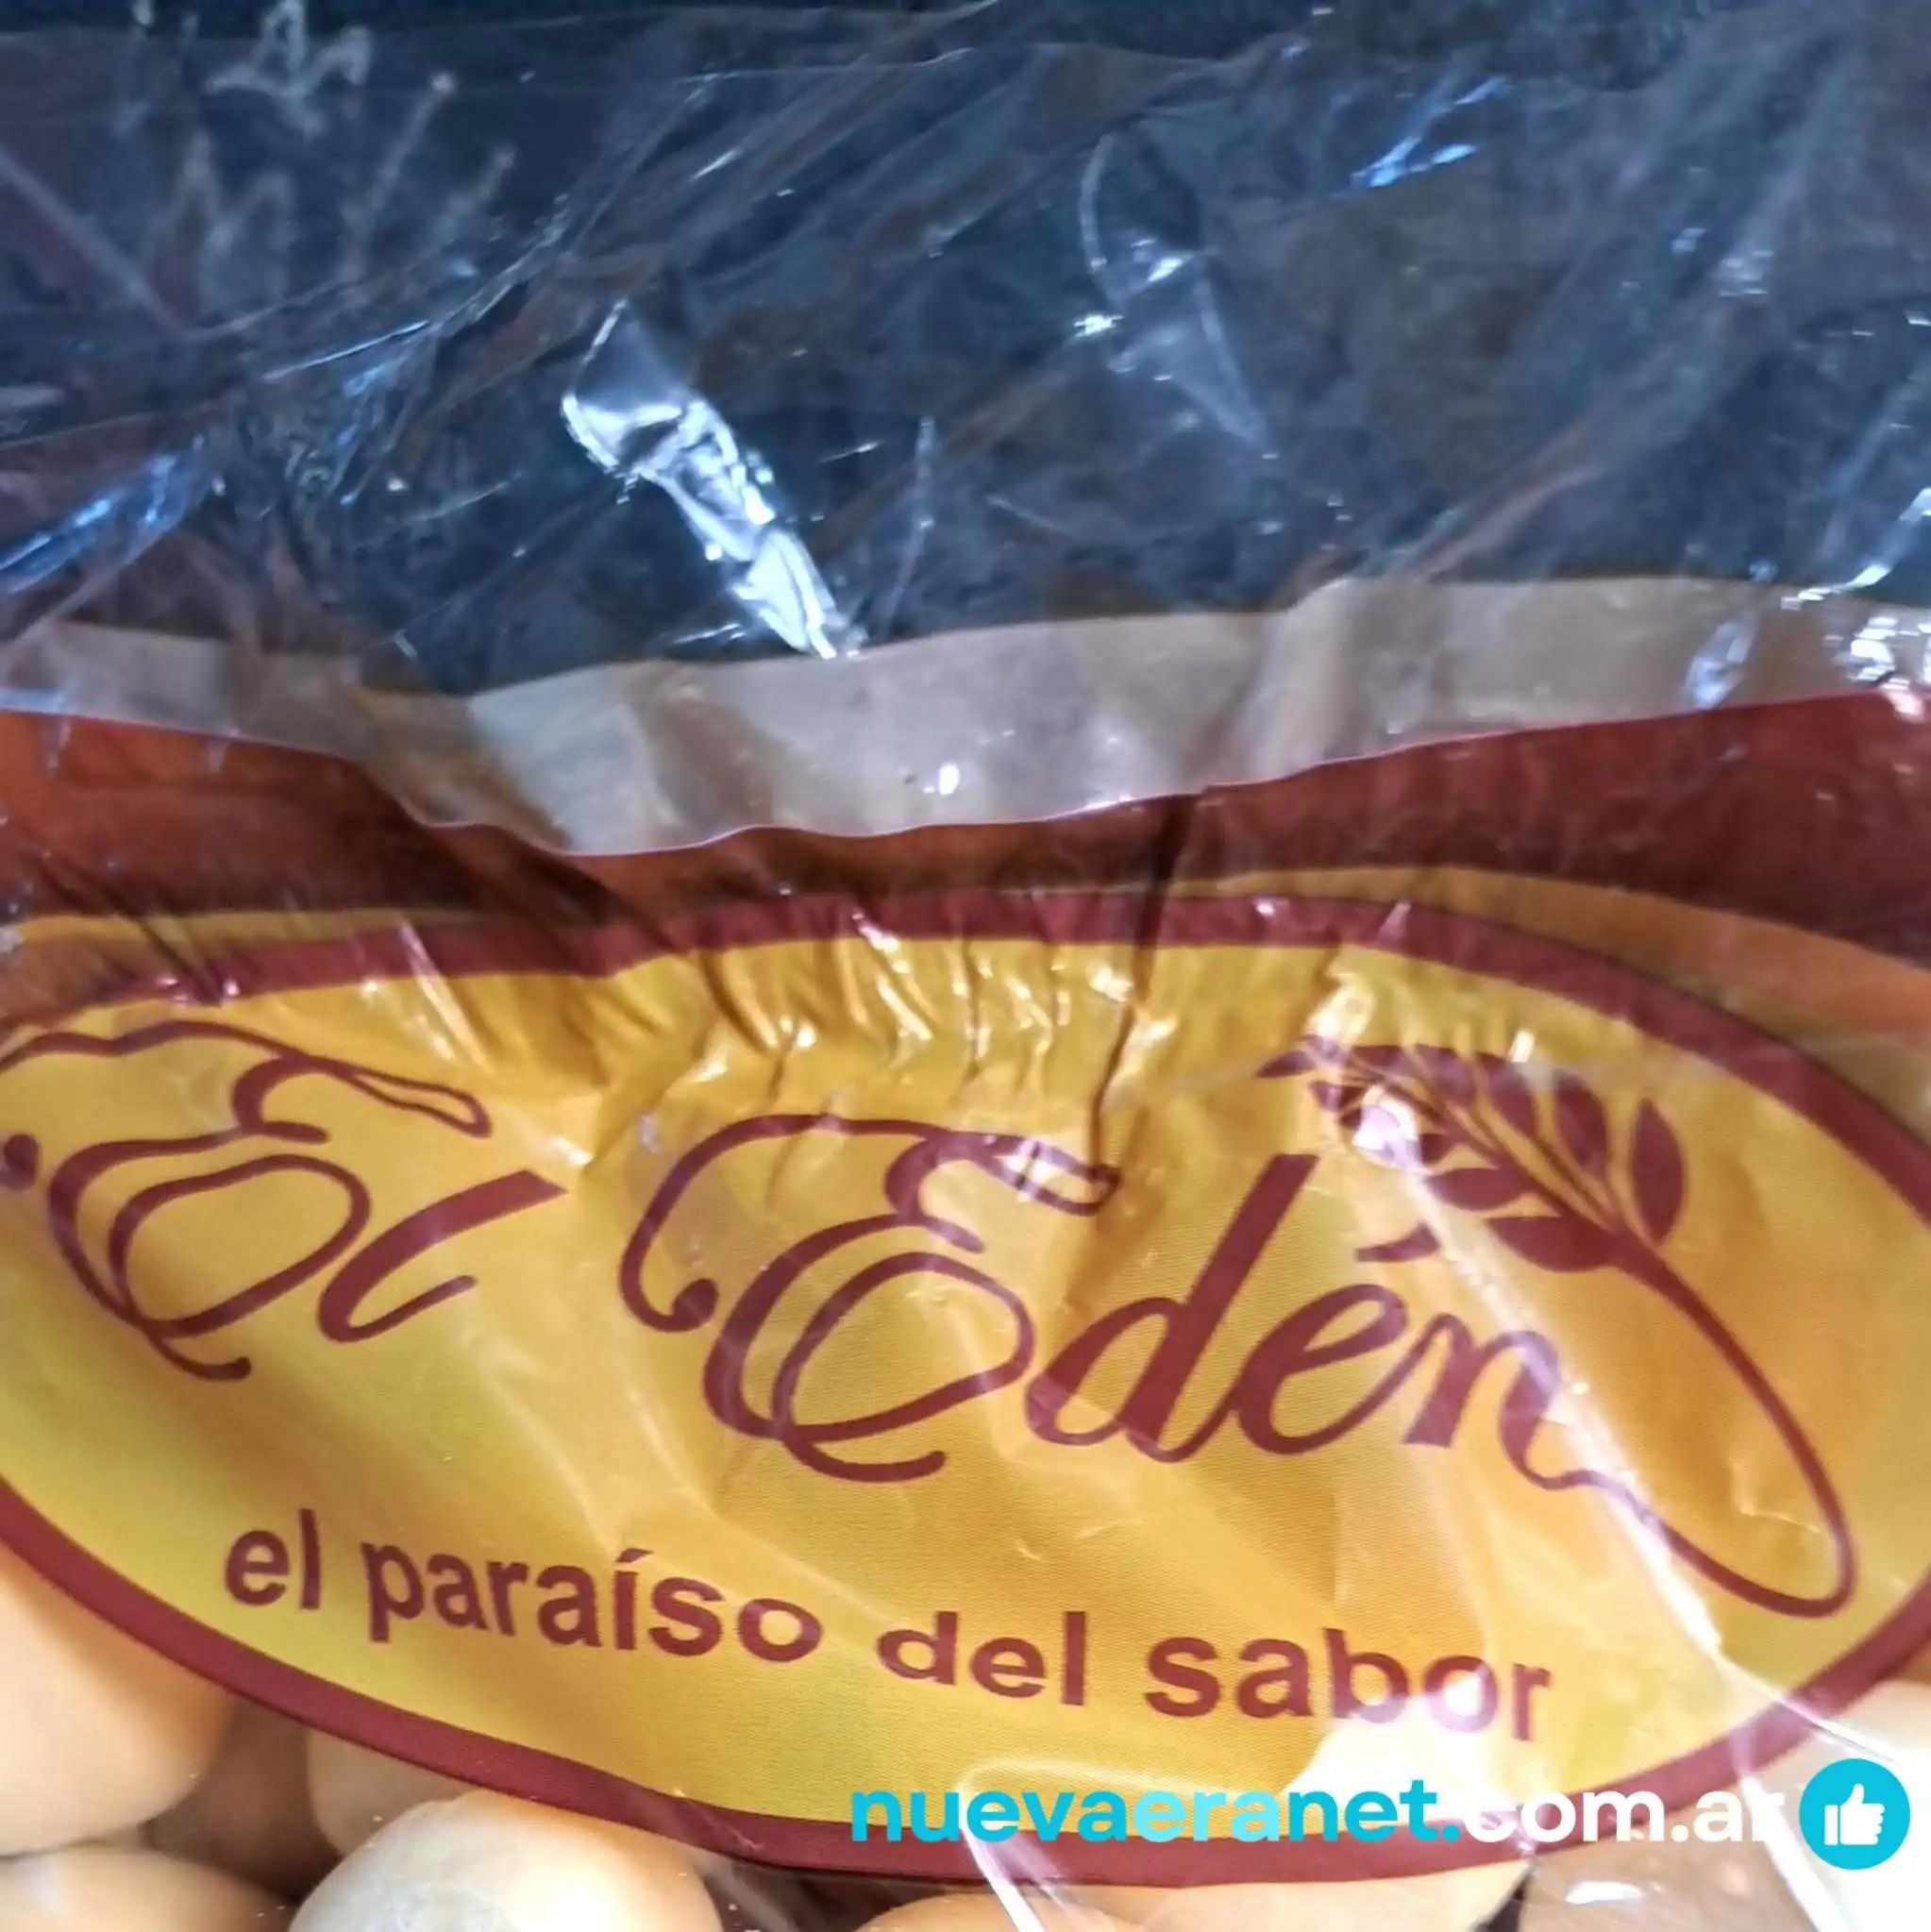 El Edén
el paraíso del sabor
nuevaeranet.com.ar